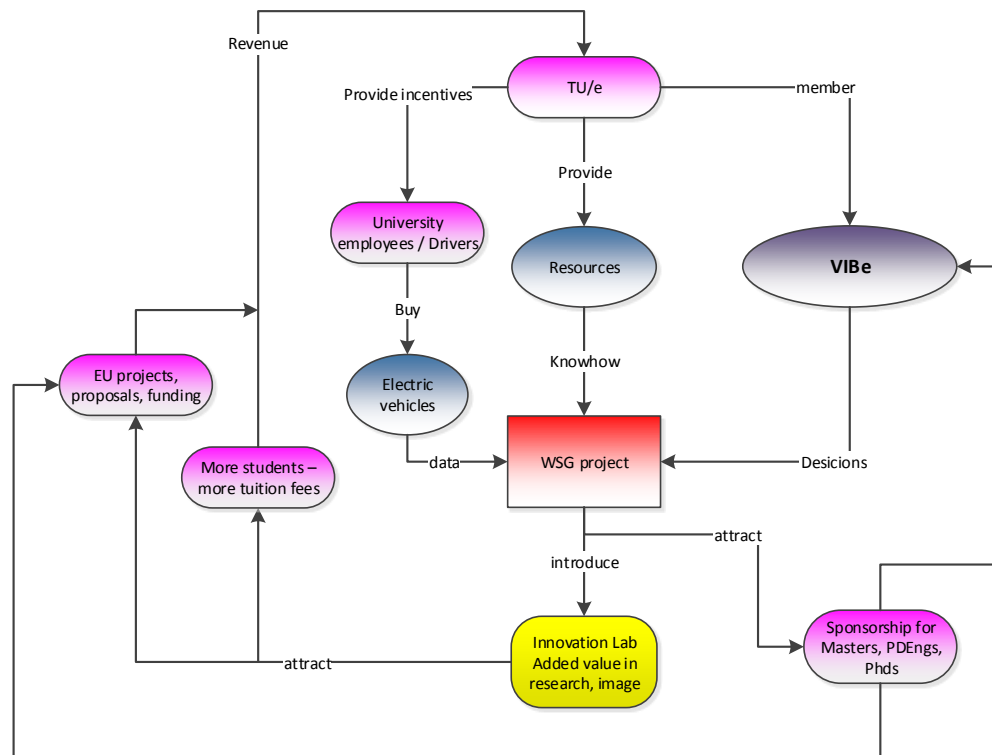 Revenue
TU/e
Provide incentives
member
Provide
University
employees / Drivers
Resources
VIBe
Buy
Knowhow
EU projects,
proposals, funding
Electric
vehicles
More students –
more tuition fees
data
WSG project
Desicions
attract
introduce
Innovation Lab
Added value in
research, image
attract
Sponsorship for
Masters, PDEngs,
Phds